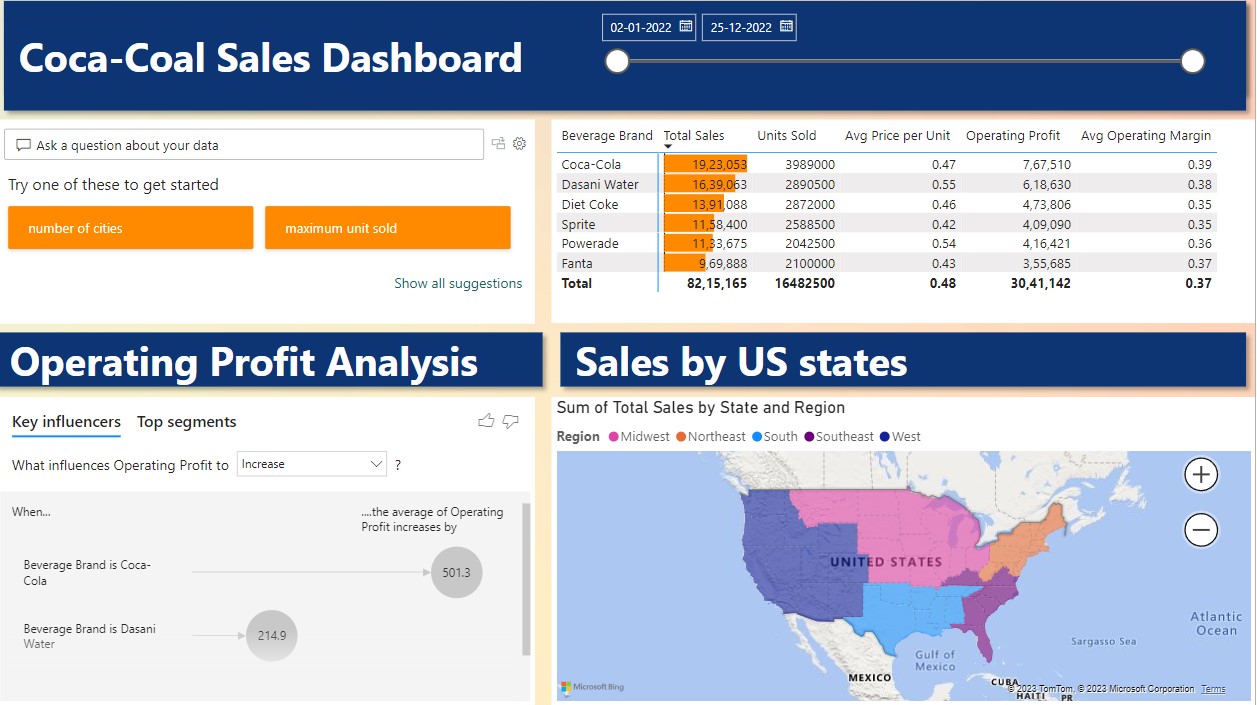 Coca-Coal Sales Dashboard
02-01-2022
25-12-2022
Ask a question about your data
Try one of these to get started
number of cities
maximum unit sold
Show all suggestions
Beverage Brand Total Sales Units Sold Avg Price per Unit Operating Profit Avg Operating Margin
Coca-Cola 19,23,053 3989000 0.47 7,67,510 0.39
Dasani Water 16,39,063 2890500 0.55 6,18,630 0.38
Diet Coke 13,91,088 2872000 0.46 4,73,806 0.35
Sprite 11,58,400 2588500 0.42 4,09,090 0.35
Powerade 11,33,675 2042500 0.54 4,16,421 0.36
Fanta 9,69,888 2100000 0.43 3,55,685 0.37
Total 82,15,165 16482500 0.48 30,41,142 0.37
Operating Profit Analysis
Key influencers Top segments
What influences Operating Profit to Increase ?
When...
....the average of Operating
Profit increases by
Beverage Brand is Coca-
Cola
501.3
Beverage Brand is Dasani
Water
214.9
Sales by US states
Sum of Total Sales by State and Region
Region Midwest Northeast South Southeast West
UNITED STATES
Atlantic
Ocean
Sargasso Sea
Gulf of
Mexico
MEXICO
CUBA
HAITI PR
Microsoft Bing
© 2023 TomTom, © 2023 Microsoft Corporation Terms